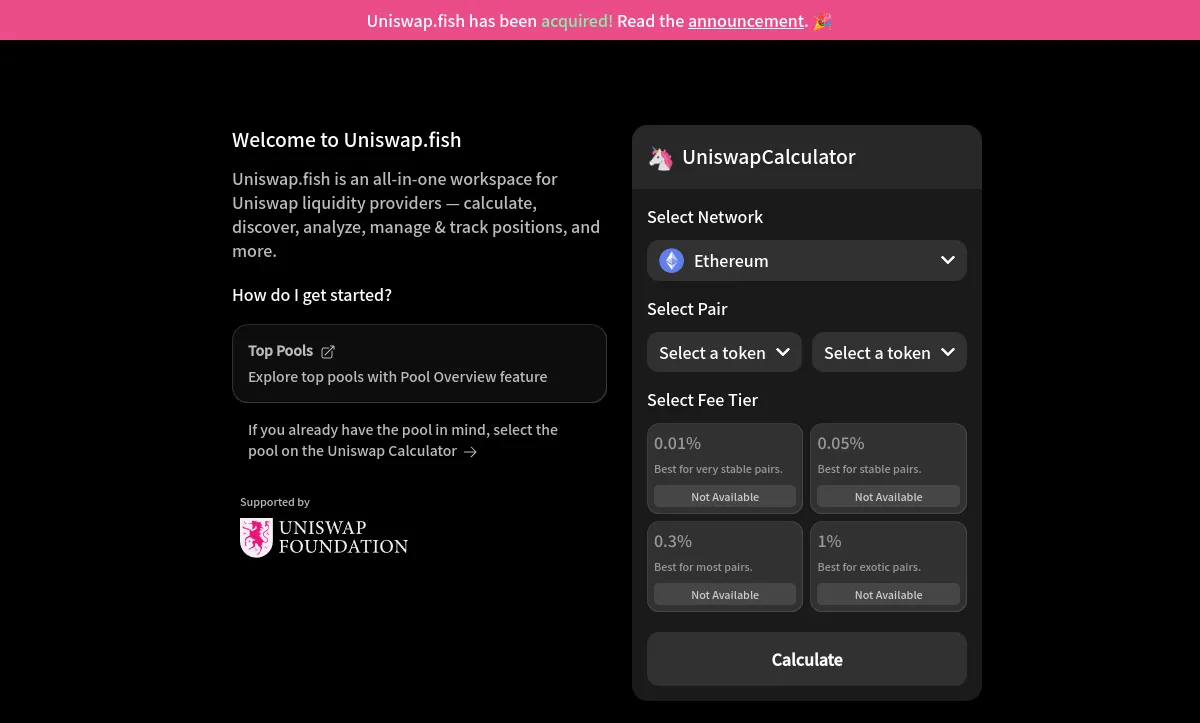 Uniswap.fish has been acquired! Read the announcement. 🎉
Welcome to Uniswap.fish
Uniswap.fish is an all-in-one workspace for
Uniswap liquidity providers — calculate,
discover, analyze, manage & track positions, and
more.
How do I get started?
Top Pools
Explore top pools with Pool Overview feature
If you already have the pool in mind, select the
pool on the Uniswap Calculator →
Supported by
UNISWAP
FOUNDATION
UniswapCalculator
Select Network
Ethereum
Select Pair
Select a token
Select a token
Select Fee Tier
0.01%
Best for very stable pairs.
Not Available
0.05%
Best for stable pairs.
Not Available
0.3%
Best for most pairs.
Not Available
1%
Best for exotic pairs.
Not Available
Calculate